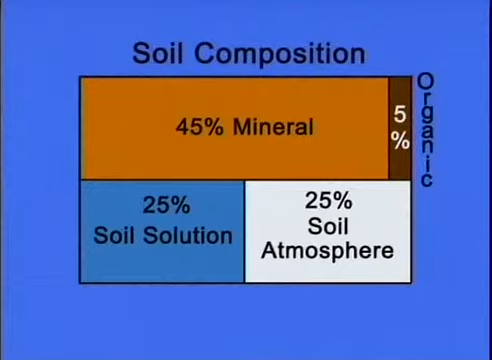 Soil Composition
45% Mineral
5
%
Organic
25%
Soil Solution
25%
Soil
Atmosphere